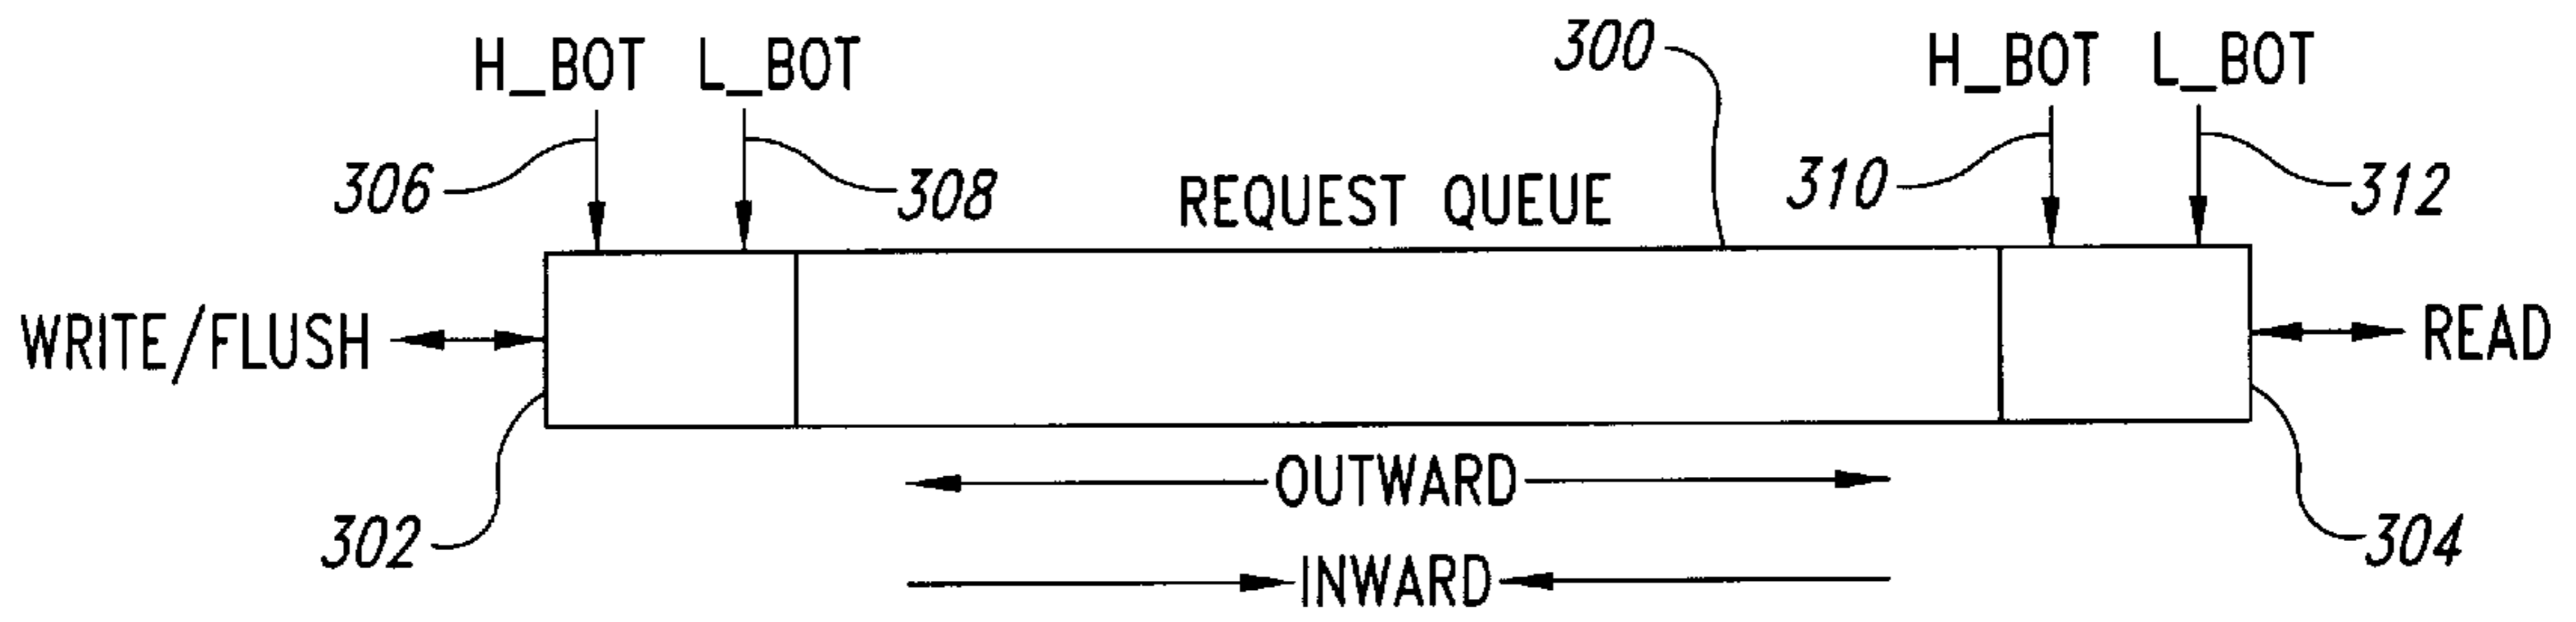 H_BOT L_BOT 300 H_BOT L_BOT
306 308 REQUEST QUEUE 310 312
WRITE/FLUSH READ
302 OUTWARD 304
INWARD